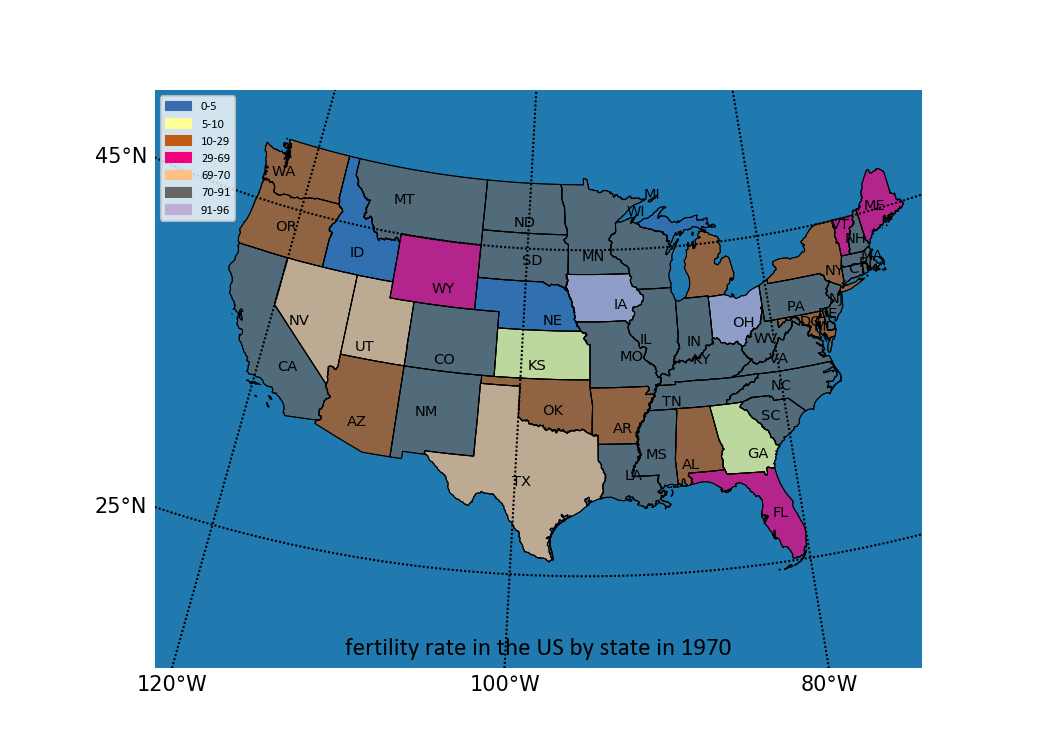 0-5
5-10
10-29
29-69
69-70
70-91
91-96
45°N
25°N
120°W
100°W
80°W
WA
OR
CA
ID
NV
AZ
MT
WY
UT
CO
NM
ND
SD
NE
KS
OK
TX
MN
IA
MO
AR
LA
WI
MI
IL
IN
OH
KY
TN
MS
AL
GA
FL
SC
NC
VA
WV
PA
NY
VT
NH
ME
MA
CT
NJ
DE
MD
DC
fertility rate in the US by state in 1970